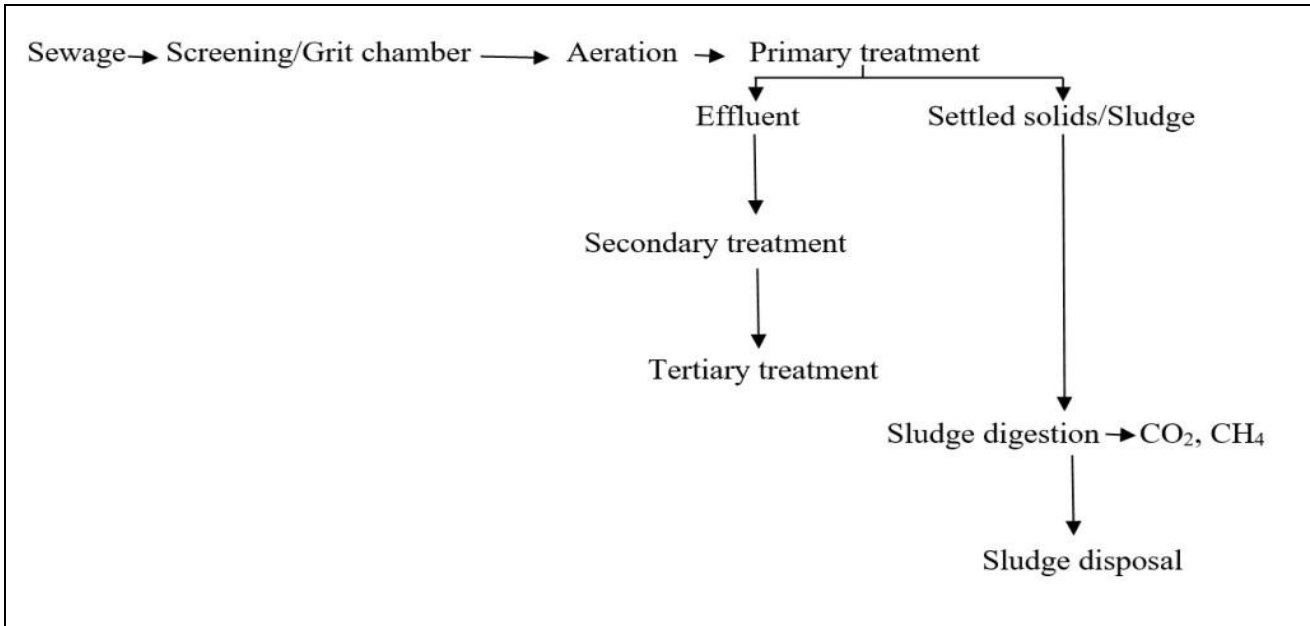 Sewage → Screening/Grit chamber → Aeration → Primary treatment
Effluent Settled solids/Sludge
Secondary treatment
Tertiary treatment
Sludge digestion → CO₂, CH₄
Sludge disposal